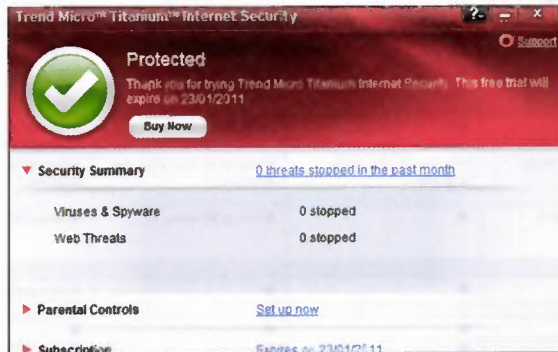 Trend Micro™ Titanium™ Internet Security
? – x
Support
Protected
Thank you for trying Trend Micro Titanium Internet Security. This free trial will
expire on 23/01/2011
Buy Now
Security Summary 0 threats stopped in the past month
Viruses & Spyware 0 stopped
Web Threats 0 stopped
Parental Controls Set up now
Subscription Expires on 23/01/2011